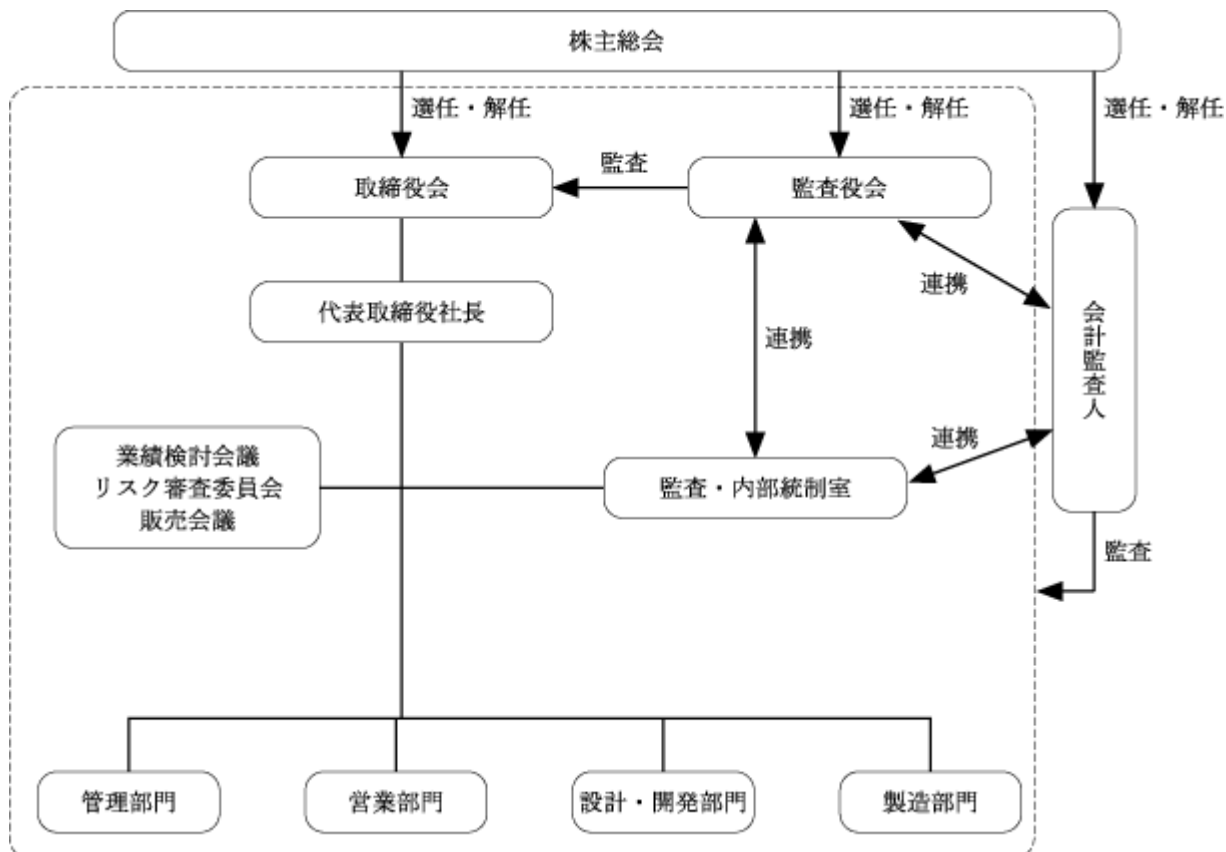 株主総会
選任・解任
選任・解任
選任・解任
取締役会
監査
監査役会
代表取締役社長
連携
連携
会計監査人
業績検討会議
リスク審査委員会
販売会議
監査・内部統制室
連携
監査
管理部門
営業部門
設計・開発部門
製造部門